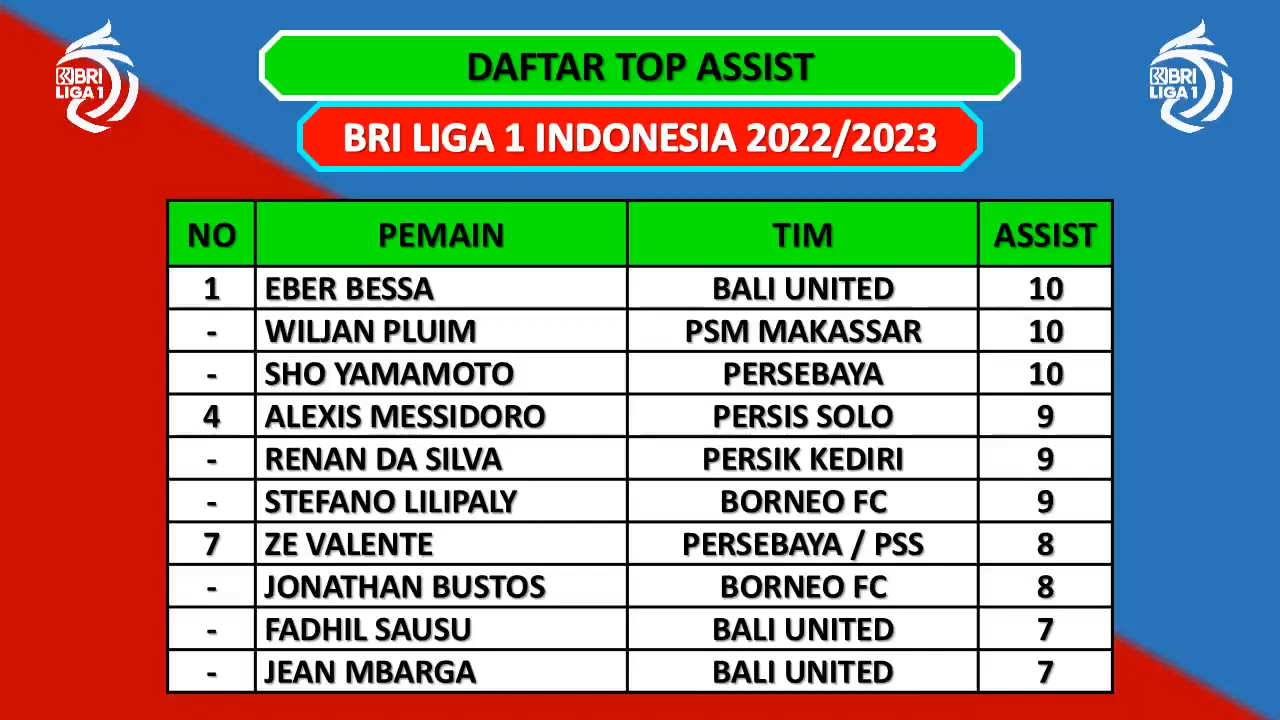 DAFTAR TOP ASSIST
BRI LIGA 1 INDONESIA 2022/2023
BRI
LIGA 1
BRI
LIGA 1
NO PEMAIN TIM ASSIST
1 EBER BESSA BALI UNITED 10
- WILJAN PLUIM PSM MAKASSAR 10
- SHO YAMAMOTO PERSEBAYA 10
4 ALEXIS MESSIDORO PERSIS SOLO 9
- RENAN DA SILVA PERSIK KEDIRI 9
- STEFANO LILIPALY BORNEO FC 9
7 ZE VALENTE PERSEBAYA / PSS 8
- JONATHAN BUSTOS BORNEO FC 8
- FADHIL SAUSU BALI UNITED 7
- JEAN MBARGA BALI UNITED 7